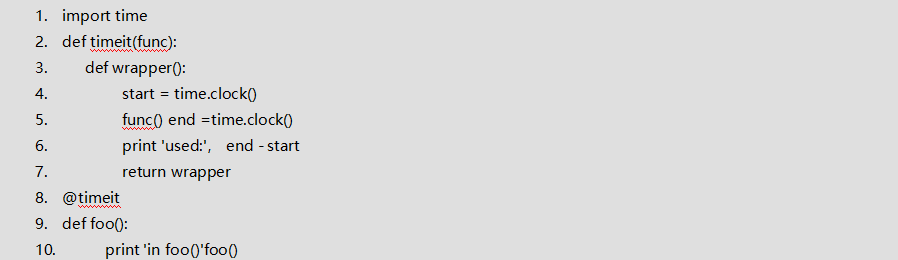 1. import time
2. def timeit(func):
3. def wrapper():
4. start = time.clock()
5. func() end =time.clock()
6. print 'used:', end - start
7. return wrapper
8. @timeit
9. def foo():
10. print 'in foo()'foo()